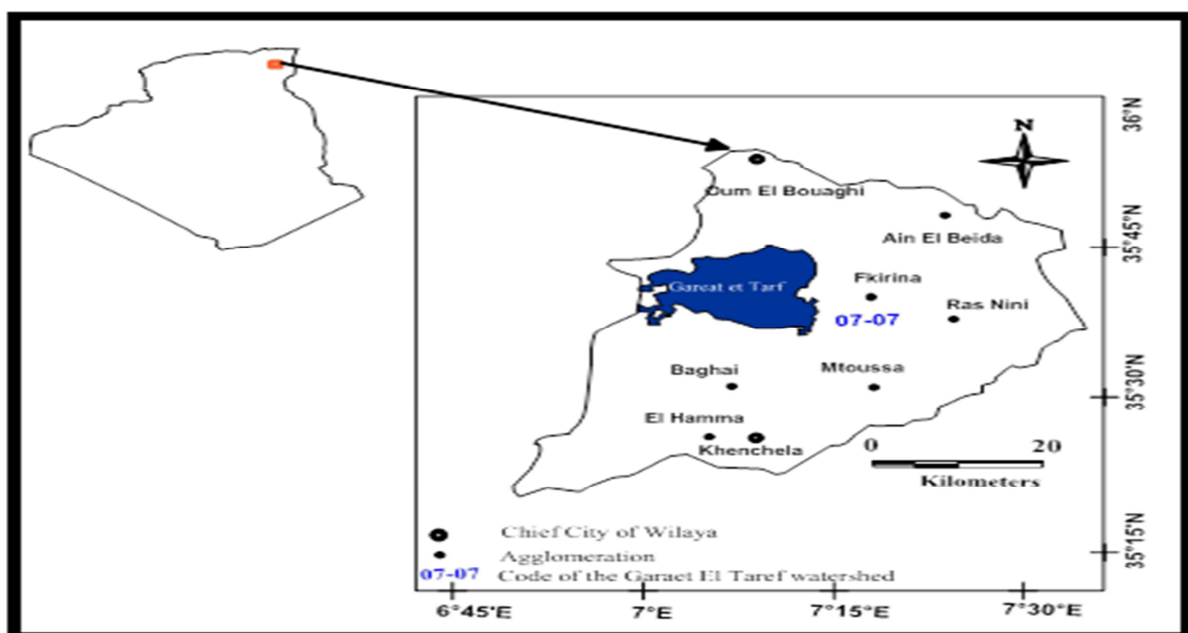 N
36°N
Oum El Bouaghi
Ain El Beida
35°45'N
Gareat et Tarf
Fkirina
Ras Nini
07-07
Baghai
Mtoussa
35°30'N
El Hamma
Khenchela
0 20
Kilometers
Chief City of Wilaya
Agglomeration
07-07 Code of the Garaet El Taref watershed
35°15'N
6°45'E 7°E 7°15'E 7°30'E